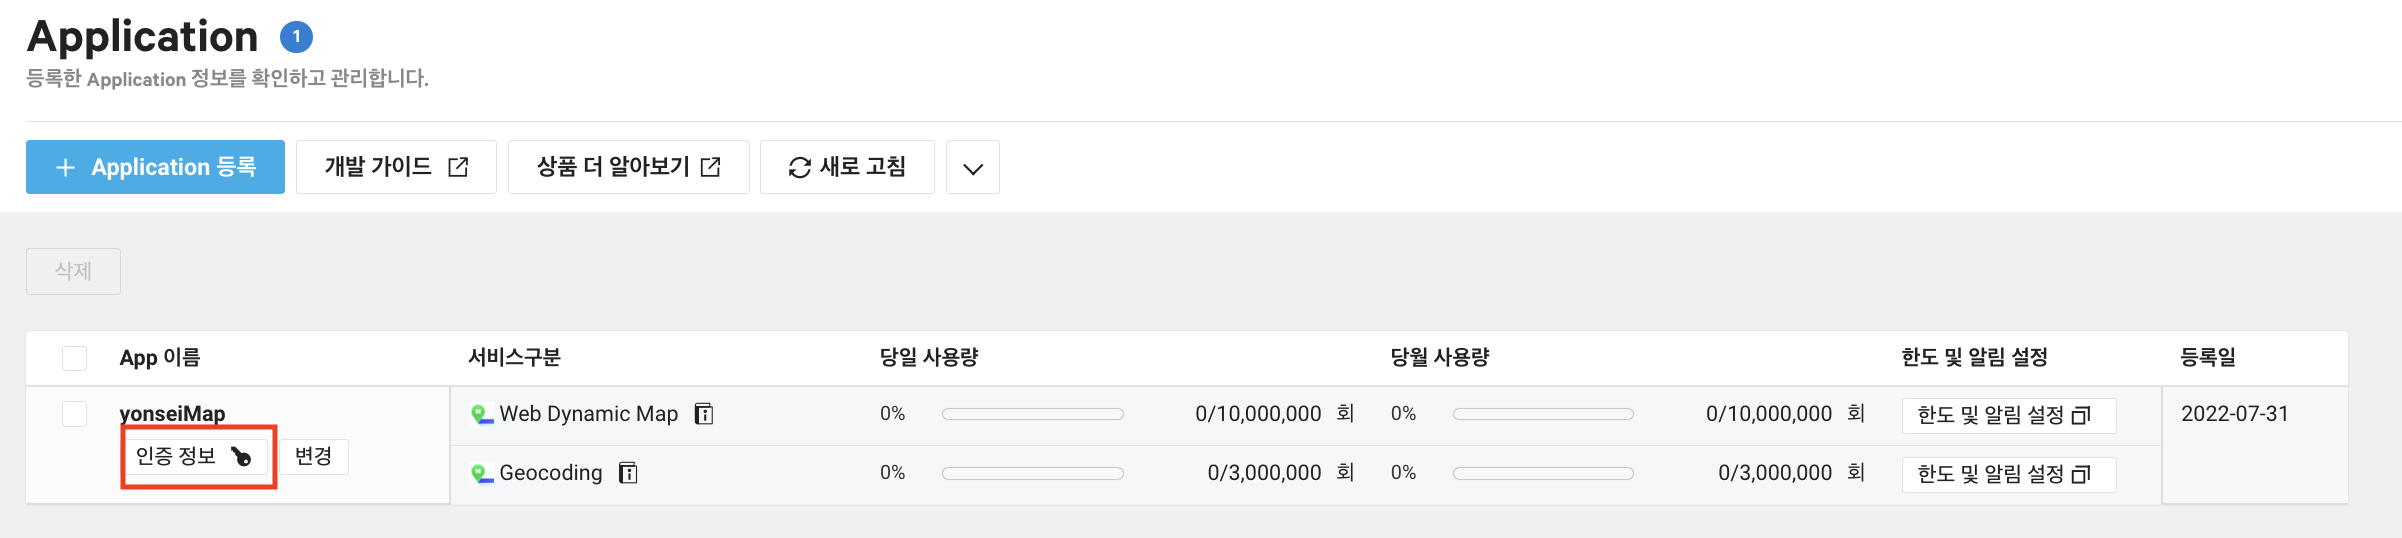 Application 1
등록한 Application 정보를 확인하고 관리합니다.
+ Application 등록 개발 가이드 상품 더 알아보기 새로 고침
삭제
App 이름 서비스구분 당일 사용량 당월 사용량 한도 및 알림 설정 등록일
yonseiMap Web Dynamic Map 0% 0/10,000,000 회 0% 0/10,000,000 회 한도 및 알림 설정 2022-07-31
인증 정보 변경
Geocoding 0% 0/3,000,000 회 0% 0/3,000,000 회 한도 및 알림 설정